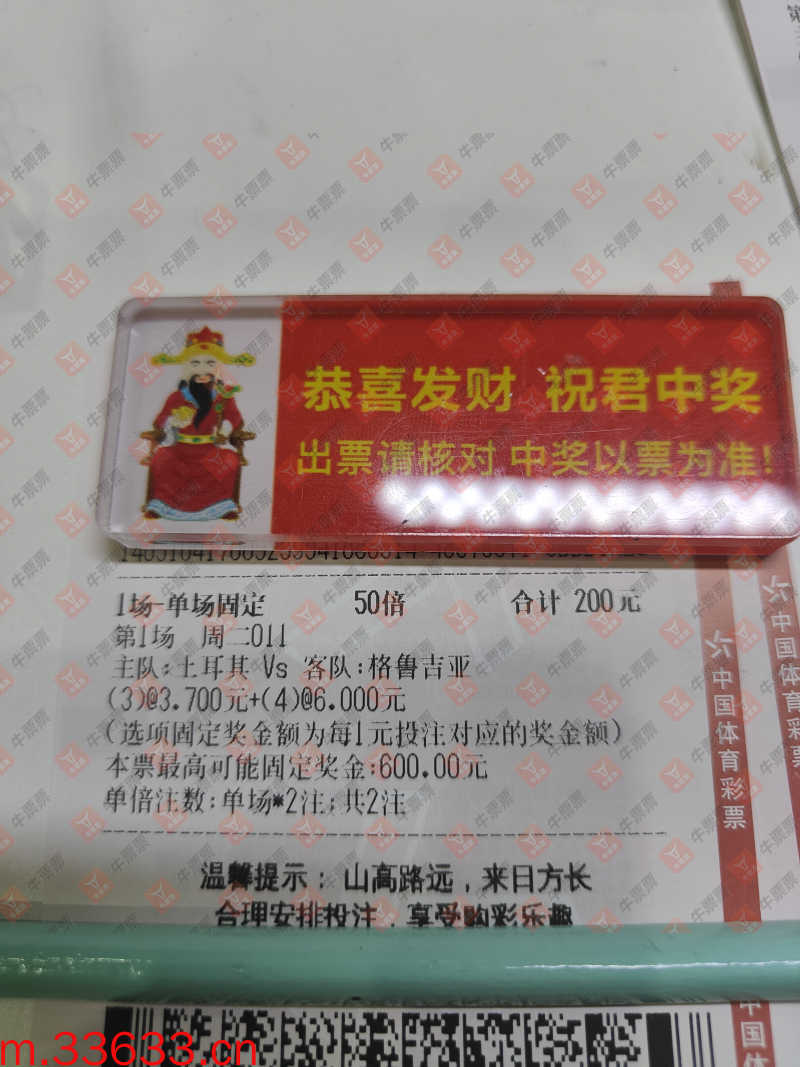 恭喜发财 祝君中奖
出票请核对 中奖以票为准!
1场-单场固定 50倍 合计 200元
第1场 周二011
主队:土耳其 Vs 客队:格鲁吉亚
(3)@3.700元+(4)@6.000元
(选项固定奖金额为每1元投注对应的奖金额)
本票最高可能固定奖金:600.00元
单倍注数:单场*2注;共2注
温馨提示:山高路远,来日方长
合理安排投注,享受购彩乐趣
中国体育彩票
中国体育彩票
中国
牛票票
m.33633.cn